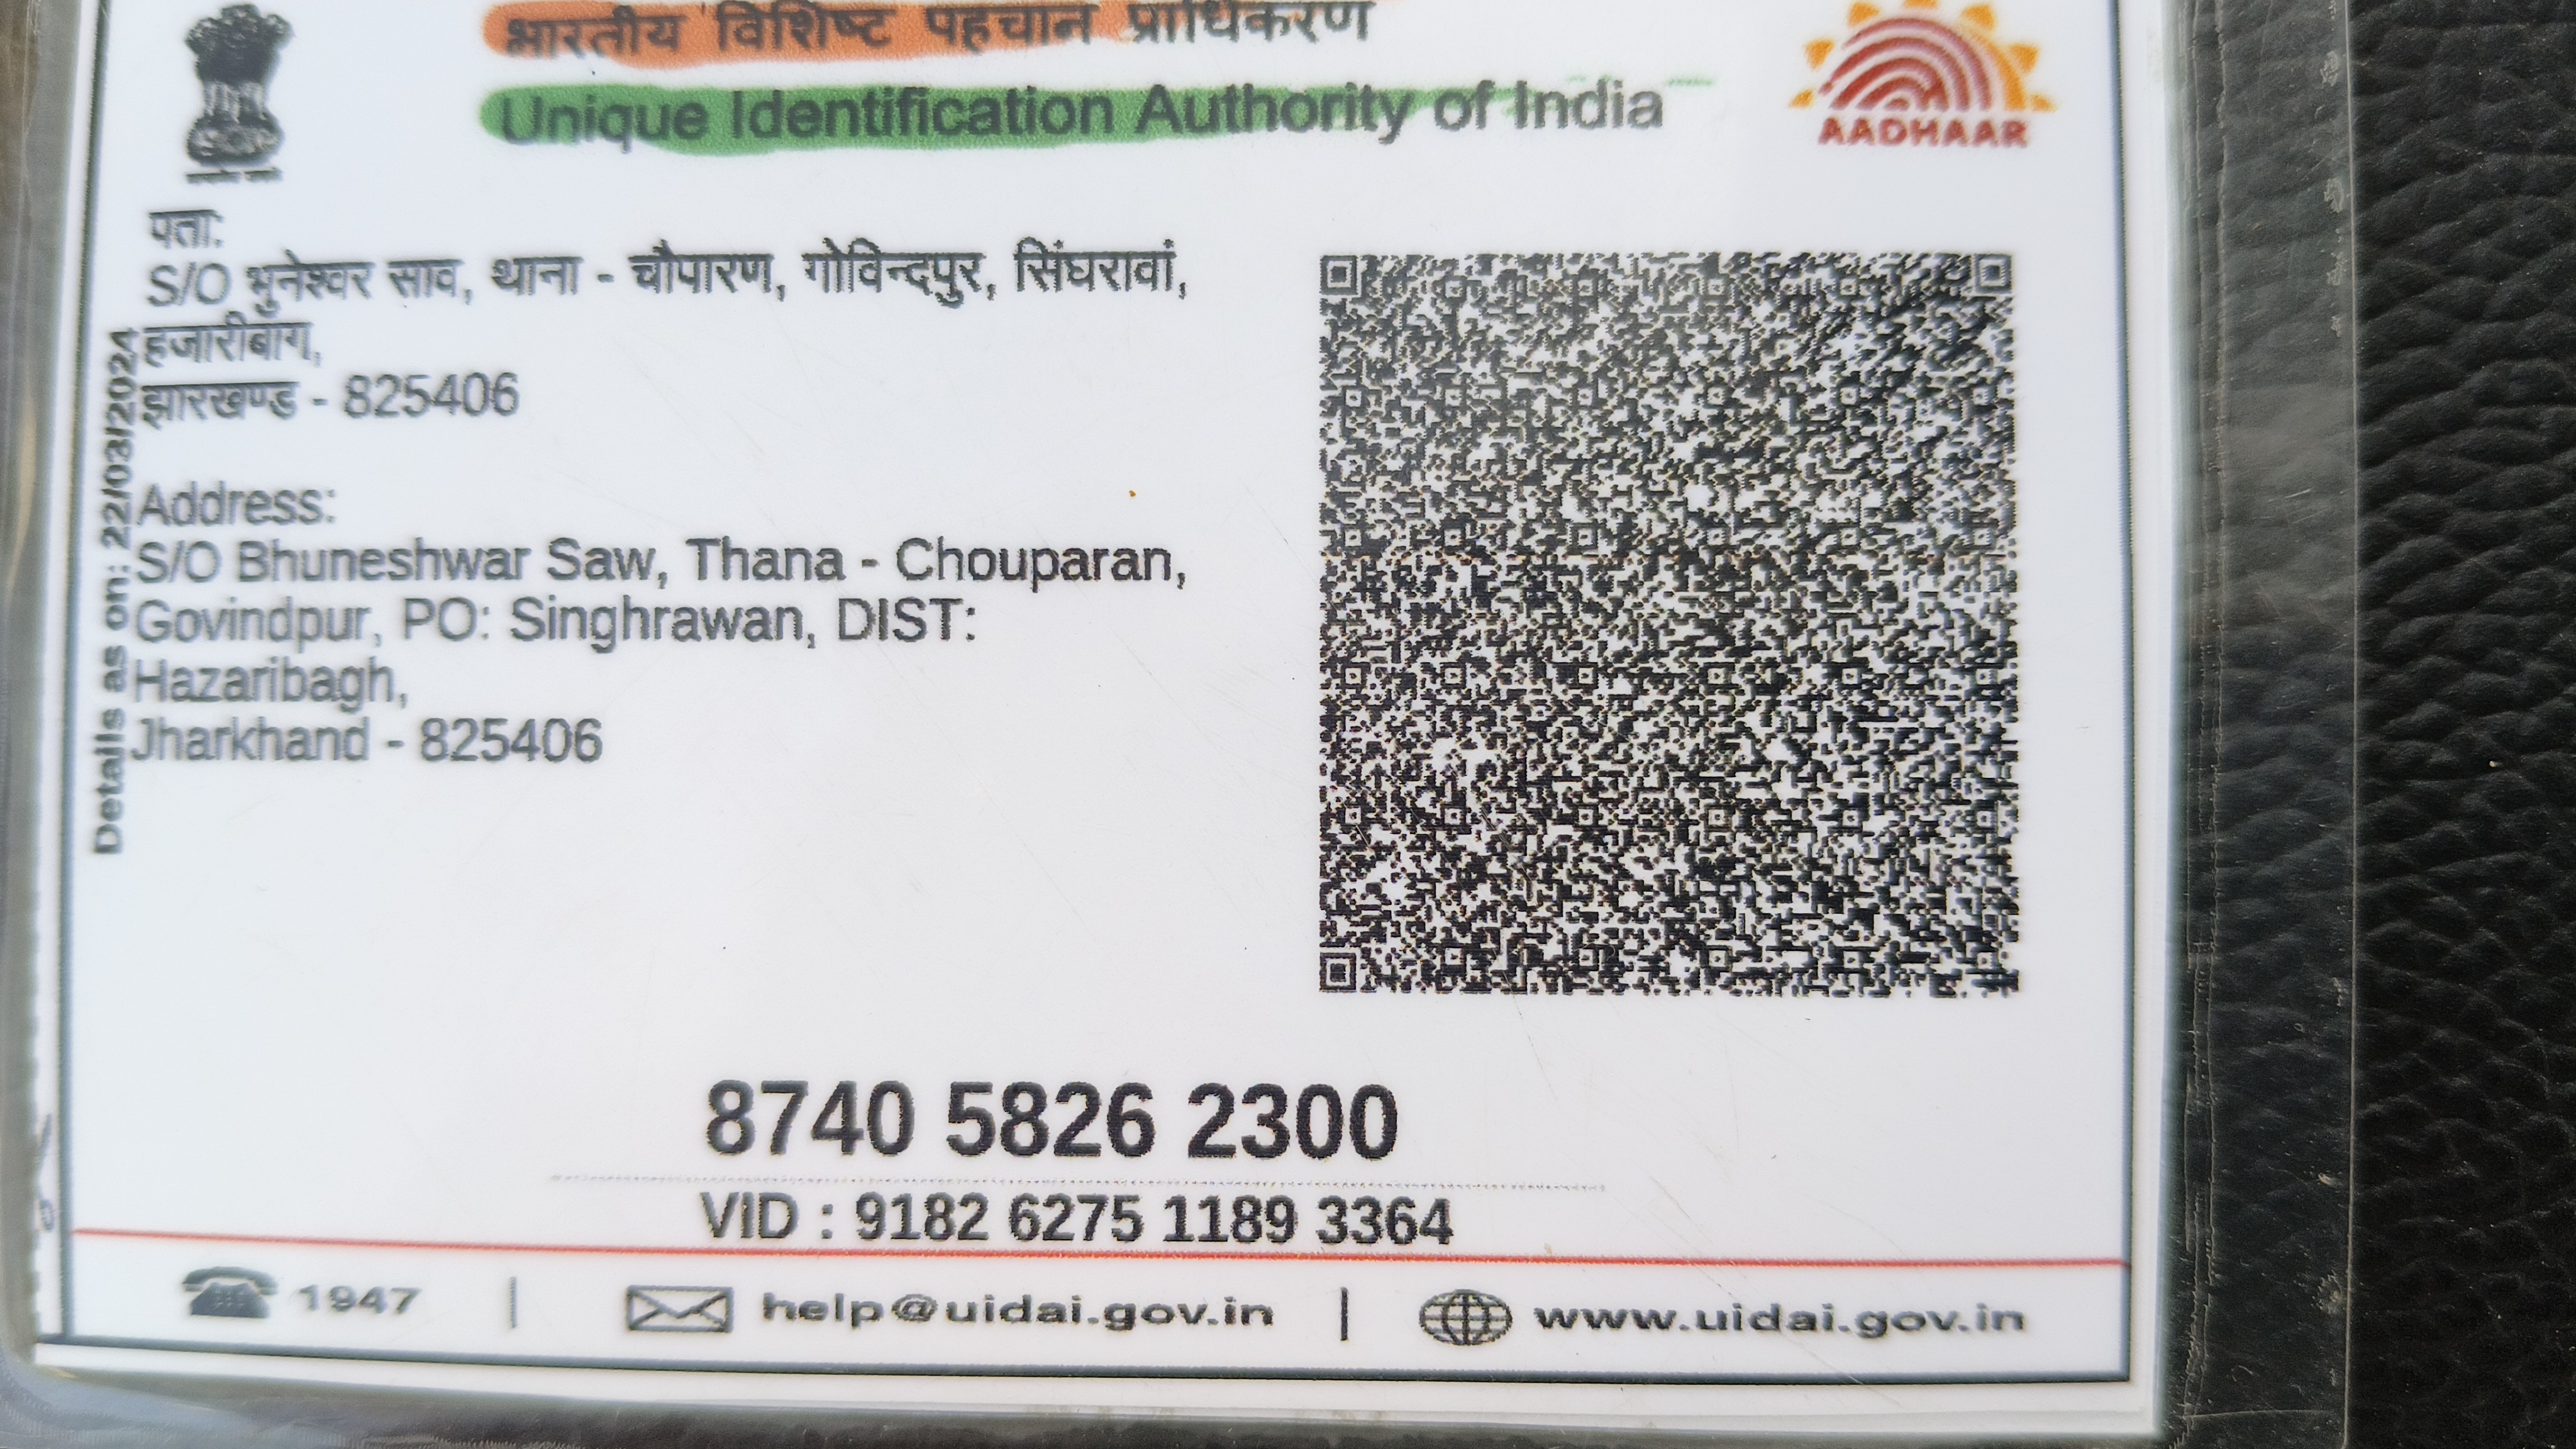 भारतीय विशिष्ट पहचान प्राधिकरण
Unique Identification Authority of India
AADHAAR
पता:
S/O भुनेश्वर साव, थाना - चौपारण, गोविन्दपुर, सिंघरावां,
हजारीबाग,
झारखण्ड - 825406
Address:
S/O Bhuneshwar Saw, Thana - Chouparan,
Govindpur, PO: Singhrawan, DIST:
Hazaribagh,
Jharkhand - 825406
Details as on: 22/03/2024
8740 5826 2300
VID : 9182 6275 1189 3364
1947 | help@uidai.gov.in | www.uidai.gov.in